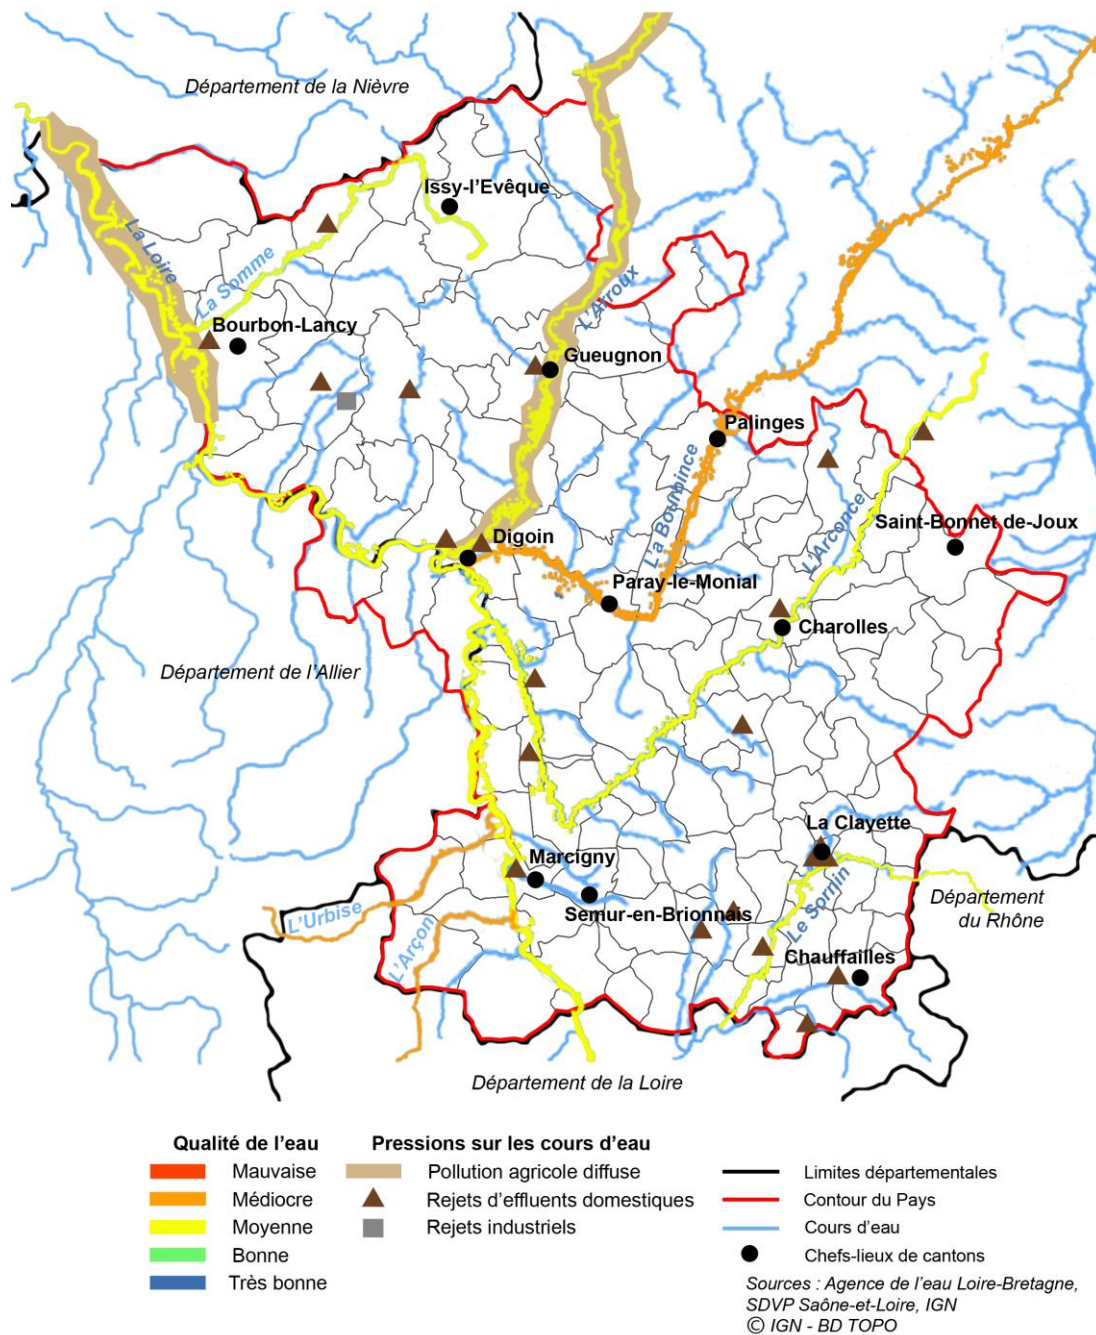 Département de la Nièvre
Issy-l'Evêque
La Loire
La Somme
L'Arroux
Bourbon-Lancy
Gueugnon
Palinges
La Bourbince
L'Arconce
Saint-Bonnet de-Joux
Digoin
Paray-le-Monial
Charolles
Département de l'Allier
La Clayette
Marcigny
Le Sornin
Département
du Rhône
L'Urbise
Semur-en-Brionnais
L'Arçon
Chauffailles
Département de la Loire
Qualité de l'eau
Mauvaise
Médiocre
Moyenne
Bonne
Très bonne
Pressions sur les cours d'eau
Pollution agricole diffuse
Rejets d'effluents domestiques
Rejets industriels
Limites départementales
Contour du Pays
Cours d'eau
Chefs-lieux de cantons
Sources : Agence de l'eau Loire-Bretagne,
SDVP Saône-et-Loire, IGN
© IGN - BD TOPO